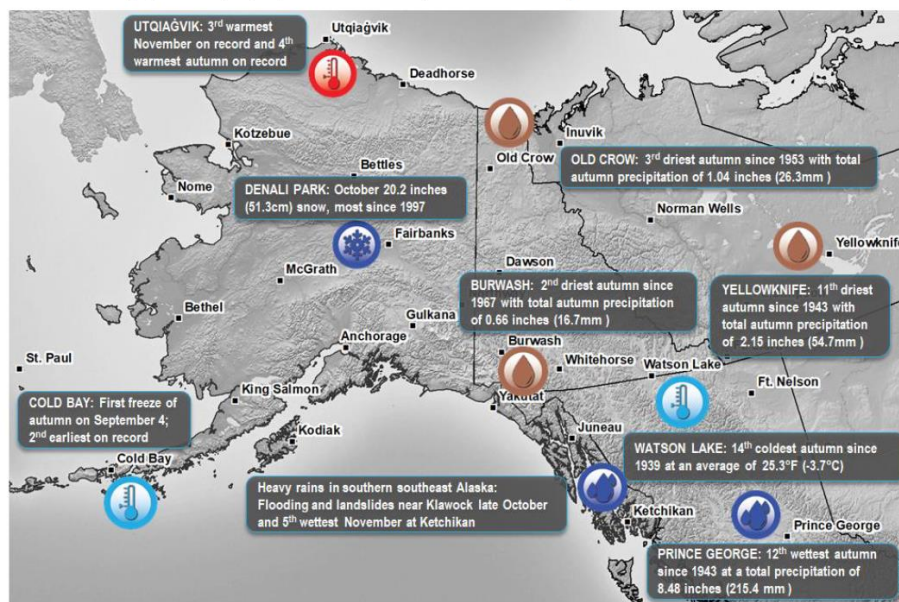 UTQIAĠVIK: 3rd warmest
November on record and 4th
warmest autumn on record
Utqiaġvik
Deadhorse
Kotzebue
Inuvik
Old Crow
OLD CROW: 3rd driest autumn since 1953 with total
autumn precipitation of 1.04 inches (26.3mm )
Bettles
Nome
DENALI PARK: October 20.2 inches
(51.3cm) snow, most since 1997
Norman Wells
Fairbanks
Yellowknife
McGrath
Dawson
BURWASH: 2nd driest autumn since
1967 with total autumn precipitation
of 0.66 inches (16.7mm )
YELLOWKNIFE: 11th driest
autumn since 1943 with
total autumn precipitation
of 2.15 inches (54.7mm )
Bethel
Gulkana
Anchorage
Burwash
St. Paul
Whitehorse
Watson Lake
King Salmon
Yakutat
Ft. Nelson
COLD BAY: First freeze of
autumn on September 4;
2nd earliest on record
Kodiak
Juneau
WATSON LAKE: 14th coldest autumn since
1939 at an average of 25.3°F (-3.7°C)
Cold Bay
Heavy rains in southern southeast Alaska:
Flooding and landslides near Klawock late October
and 5th wettest November at Ketchikan
Ketchikan
Prince George
PRINCE GEORGE: 12th wettest autumn
since 1943 at a total precipitation of
8.48 inches (215.4 mm )